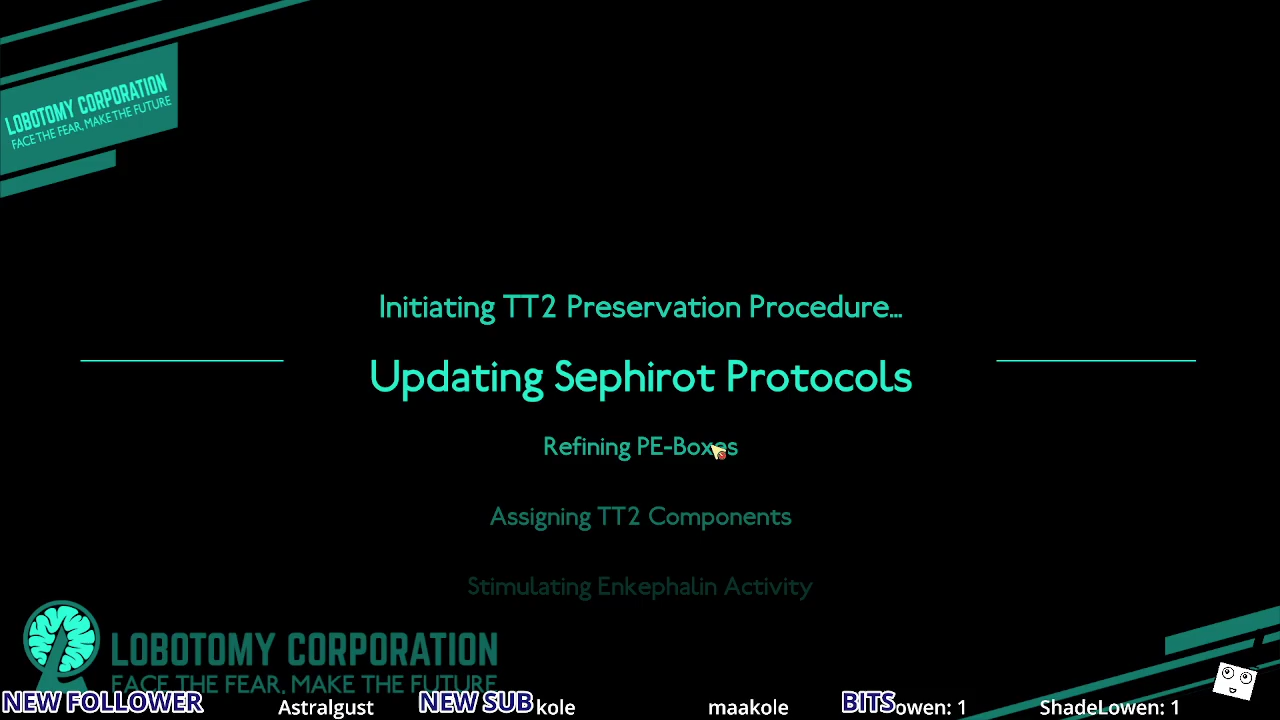 LOBOTOMY CORPORATION
FACE THE FEAR, MAKE THE FUTURE
Initiating TT2 Preservation Procedure...
Updating Sephirot Protocols
Refining PE-Boxes
Assigning TT2 Components
Stimulating Enkephalin Activity
LOBOTOMY CORPORATION
FACE THE FEAR, MAKE THE FUTURE
NEW FOLLOWER Astralgust NEW SUB kole maakole BITS owen: 1 ShadeLowen: 1